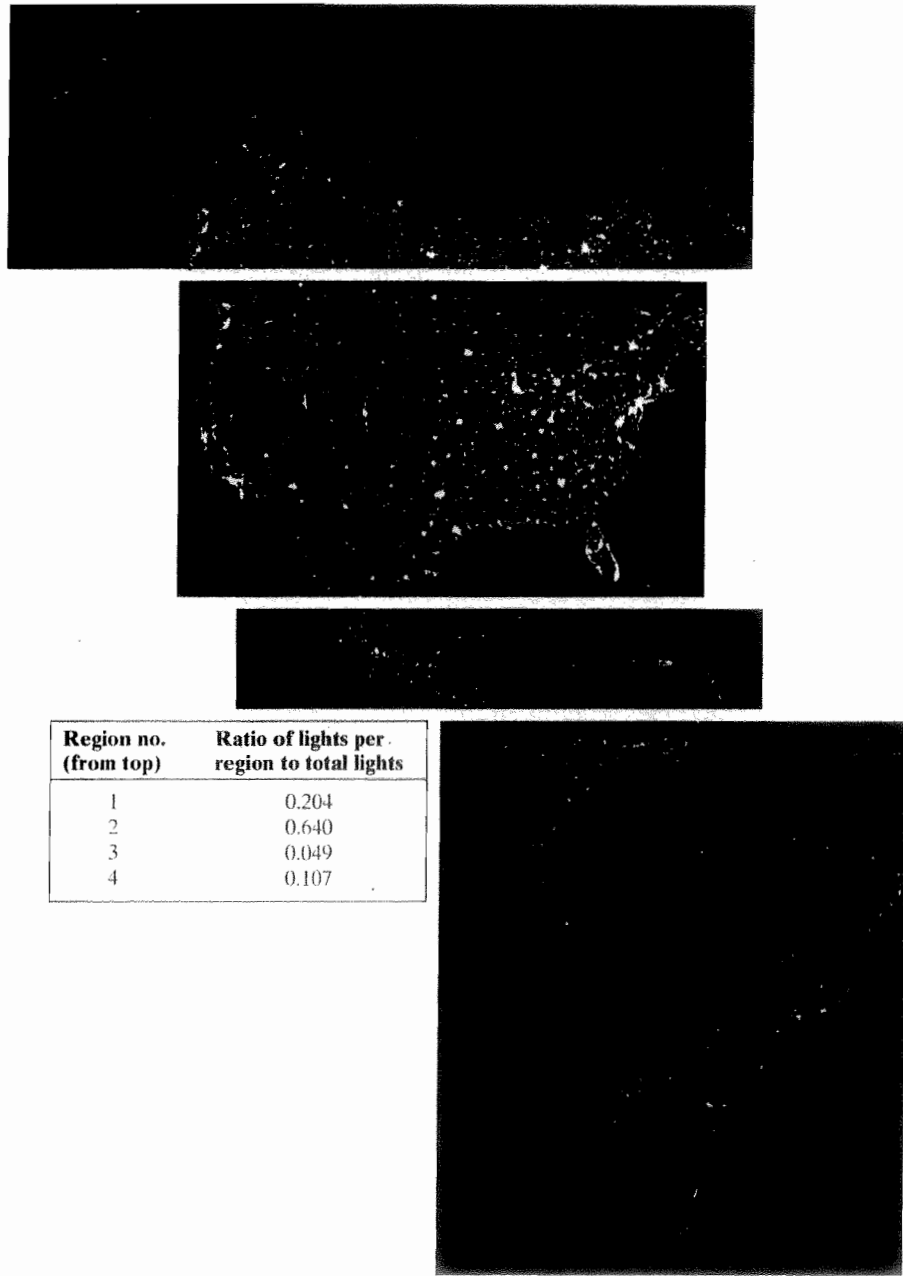 Region no. Ratio of lights per
(from top) region to total lights
1 0.204
2 0.640
3 0.049
4 0.107